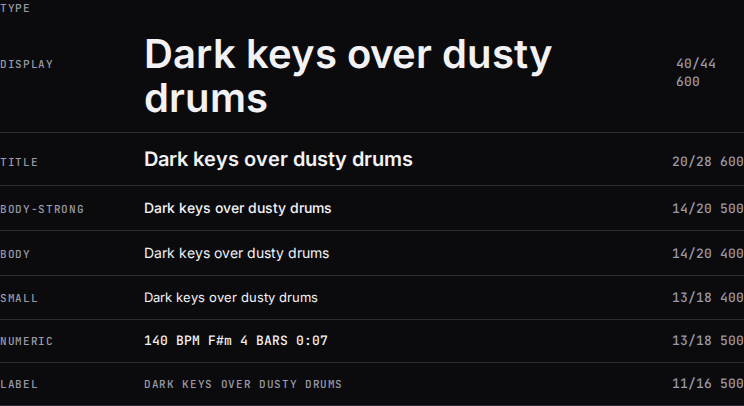 TYPE
DISPLAY
Dark keys over dusty
drums
40/44
600
TITLE
Dark keys over dusty drums
20/28 600
BODY-STRONG
Dark keys over dusty drums
14/20 500
BODY
Dark keys over dusty drums
14/20 400
SMALL
Dark keys over dusty drums
13/18 400
NUMERIC
140 BPM F#m 4 BARS 0:07
13/18 500
LABEL
DARK KEYS OVER DUSTY DRUMS
11/16 500